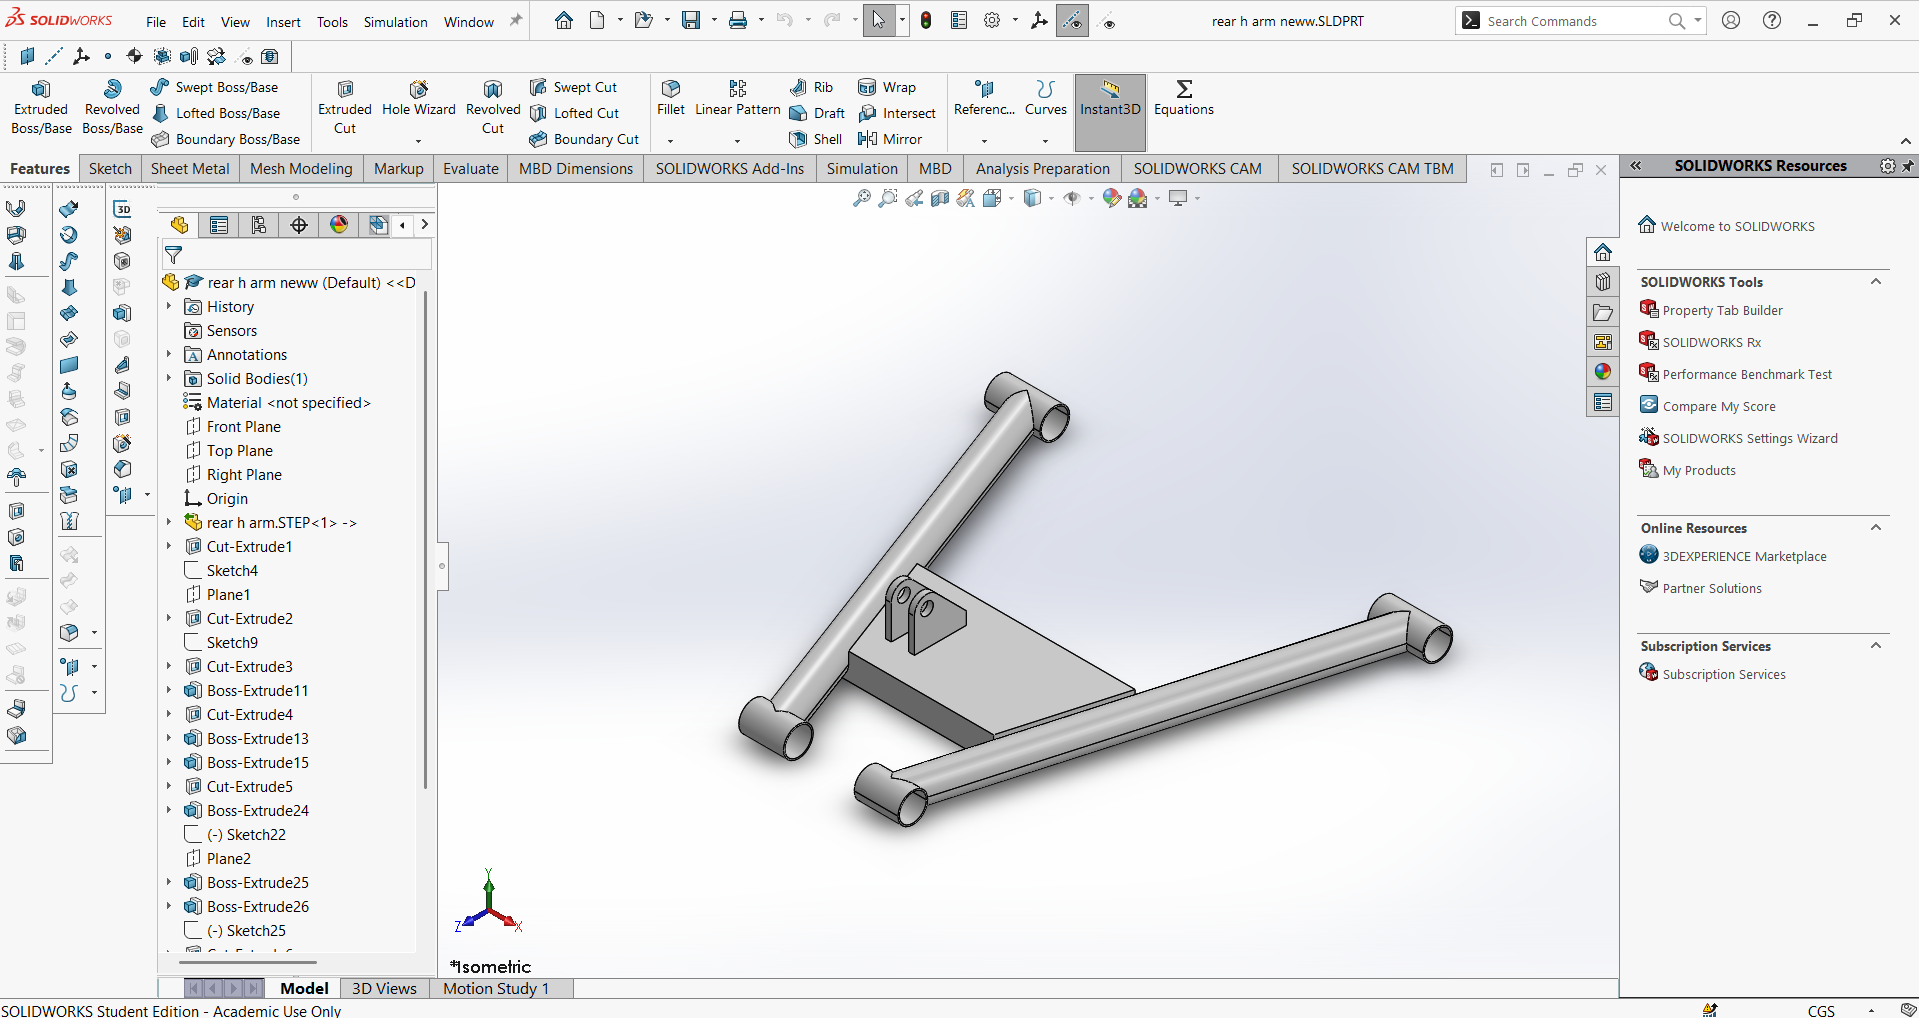 SOLIDWORKS File Edit View Insert Tools Simulation Window rear h arm neww.SLDPRT Search Commands
Extruded Boss/Base
Revolved Boss/Base
Swept Boss/Base
Lofted Boss/Base
Boundary Boss/Base
Extruded Cut
Hole Wizard
Revolved Cut
Swept Cut
Lofted Cut
Boundary Cut
Fillet
Linear Pattern
Rib
Draft
Shell
Wrap
Intersect
Mirror
Referenc...
Curves
Instant3D
Equations
Features Sketch Sheet Metal Mesh Modeling Markup Evaluate MBD Dimensions SOLIDWORKS Add-Ins Simulation MBD Analysis Preparation SOLIDWORKS CAM SOLIDWORKS CAM TBM
3D
rear h arm neww (Default) <<D
History
Sensors
Annotations
Solid Bodies(1)
Material <not specified>
Front Plane
Top Plane
Right Plane
Origin
rear h arm.STEP<1> ->
Cut-Extrude1
Sketch4
Plane1
Cut-Extrude2
Sketch9
Cut-Extrude3
Boss-Extrude11
Cut-Extrude4
Boss-Extrude13
Boss-Extrude15
Cut-Extrude5
Boss-Extrude24
(-) Sketch22
Plane2
Boss-Extrude25
Boss-Extrude26
(-) Sketch25
Y
Z
X
*Isometric
Model 3D Views Motion Study 1
SOLIDWORKS Resources
Welcome to SOLIDWORKS
SOLIDWORKS Tools
Property Tab Builder
SOLIDWORKS Rx
Performance Benchmark Test
Compare My Score
SOLIDWORKS Settings Wizard
My Products
Online Resources
3DEXPERIENCE Marketplace
Partner Solutions
Subscription Services
Subscription Services
SOLIDWORKS Student Edition - Academic Use Only
CGS